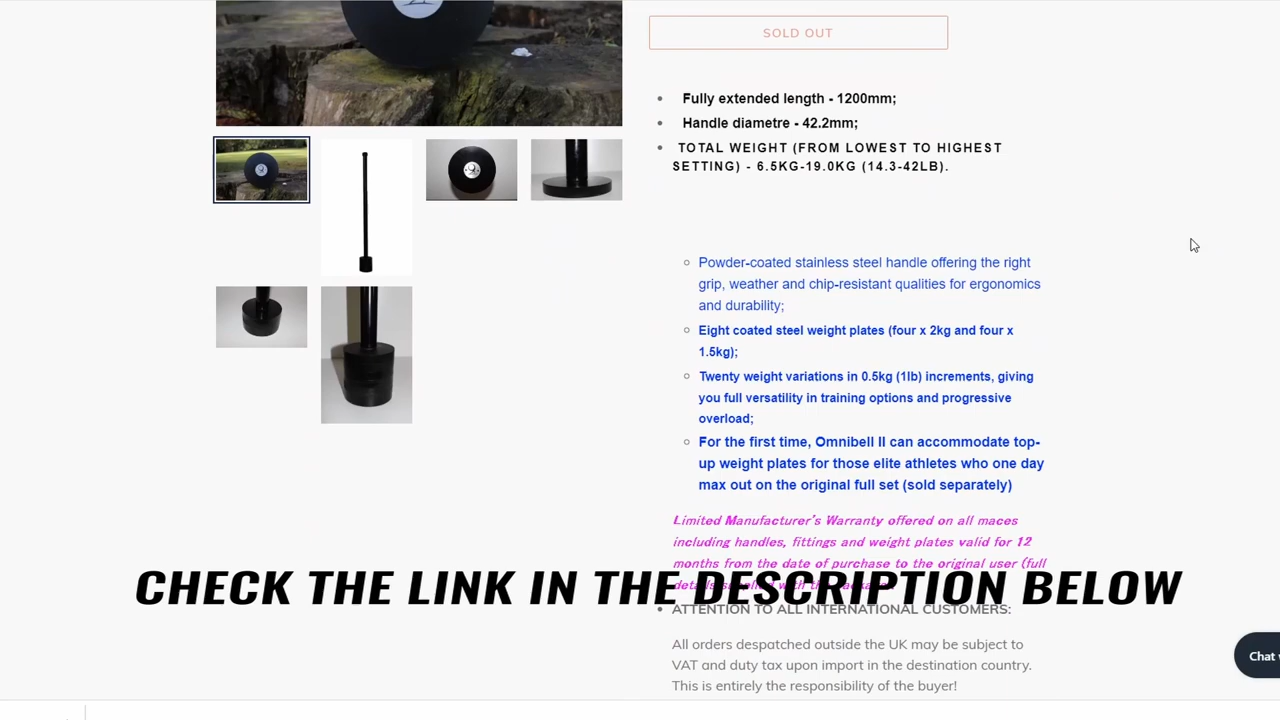 SOLD OUT
Fully extended length - 1200mm;
Handle diametre - 42.2mm;
TOTAL WEIGHT (FROM LOWEST TO HIGHEST
SETTING) - 6.5KG-19.0KG (14.3-42LB).
Powder-coated stainless steel handle offering the right
grip, weather and chip-resistant qualities for ergonomics
and durability;
Eight coated steel weight plates (four x 2kg and four x
1.5kg);
Twenty weight variations in 0.5kg (1lb) increments, giving
you full versatility in training options and progressive
overload;
For the first time, Omnibell II can accommodate top-
up weight plates for those elite athletes who one day
max out on the original full set (sold separately)
Limited Manufacturer's Warranty offered on all maces
including handles, fittings and weight plates valid for 12
months from the date of purchase to the original user (full
CHECK THE LINK IN THE DESCRIPTION BELOW
ATTENTION TO ALL INTERNATIONAL CUSTOMERS:
All orders despatched outside the UK may be subject to
VAT and duty tax upon import in the destination country.
This is entirely the responsibility of the buyer!
Chat